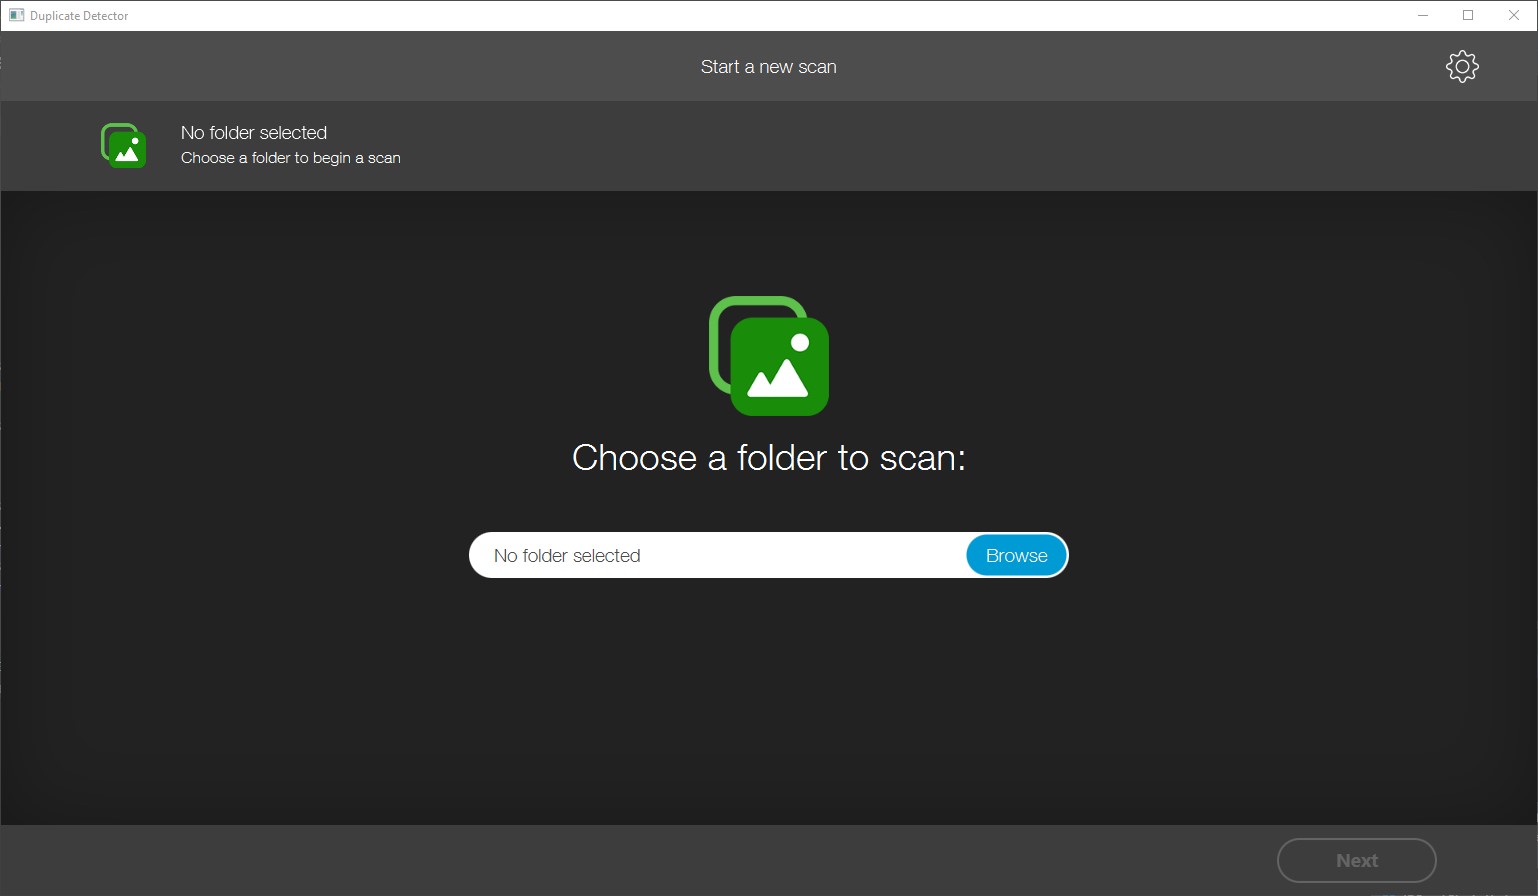 Duplicate Detector
Start a new scan
No folder selected
Choose a folder to begin a scan
Choose a folder to scan:
No folder selected
Browse
Next